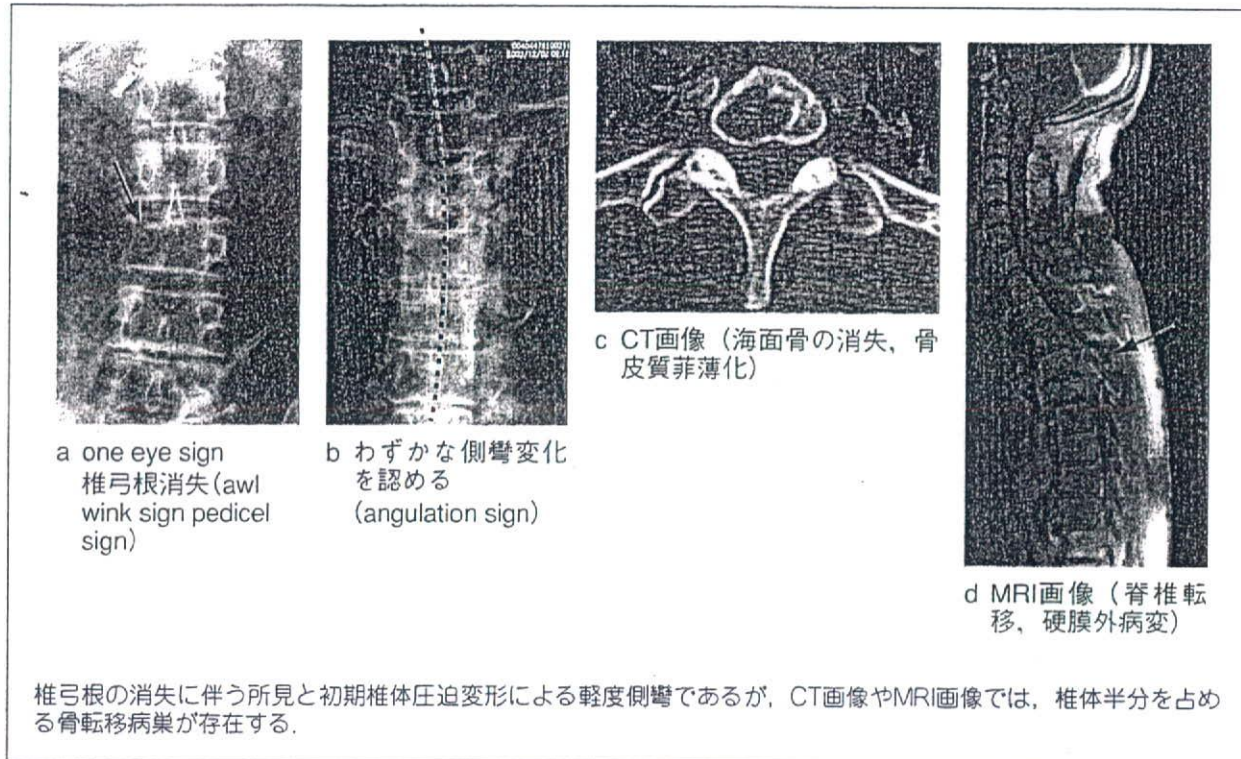 a one eye sign
椎弓根消失(awl
wink sign pedicel
sign)
b わずかな側彎変化
を認める
(angulation sign)
c CT画像（海面骨の消失，骨
皮質菲薄化）
d MRI画像（脊椎転
移，硬膜外病変）
椎弓根の消失に伴う所見と初期椎体圧迫変形による軽度側彎であるが，CT画像やMRI画像では，椎体半分を占め
る骨転移病巣が存在する．